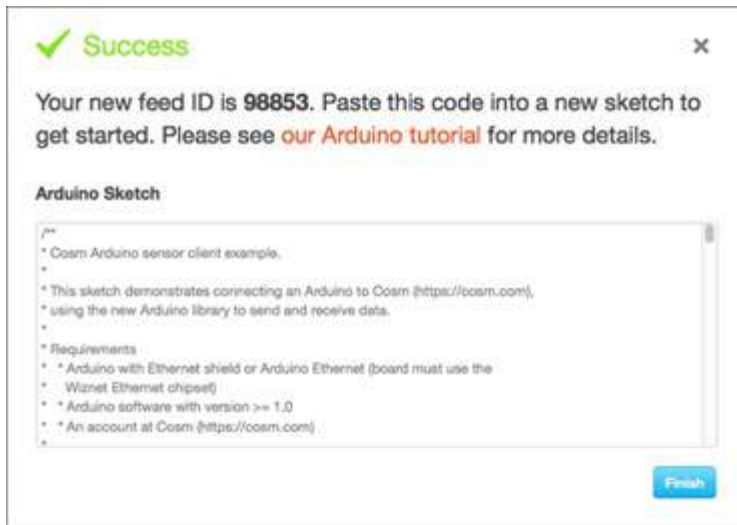 Success
Your new feed ID is 98853. Paste this code into a new sketch to
get started. Please see our Arduino tutorial for more details.
Arduino Sketch
/**
* Cosm Arduino sensor client example.
*
* This sketch demonstrates connecting an Arduino to Cosm (https://cosm.com),
* using the new Arduino library to send and receive data.
*
* Requirements
* * Arduino with Ethernet shield or Arduino Ethernet (board must use the
* Wiznet Ethernet chipset)
* * Arduino software with version >= 1.0
* * An account at Cosm (https://cosm.com)
*
Finish